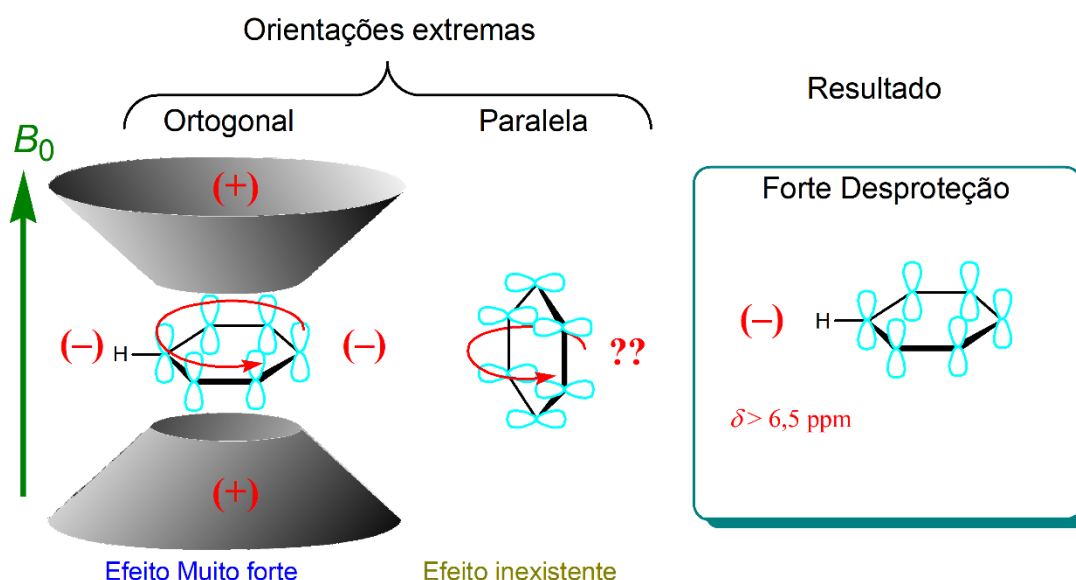 Orientações extremas
Ortogonal
Paralela
Resultado
B0
(+)
Forte Desproteção
(–)
H
(–)
??
(–)
H
δ > 6,5 ppm
(+)
Efeito Muito forte
Efeito inexistente